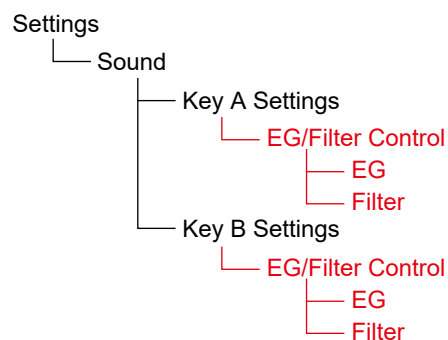 Settings
Sound
Key A Settings
EG/Filter Control
EG
Filter
Key B Settings
EG/Filter Control
EG
Filter